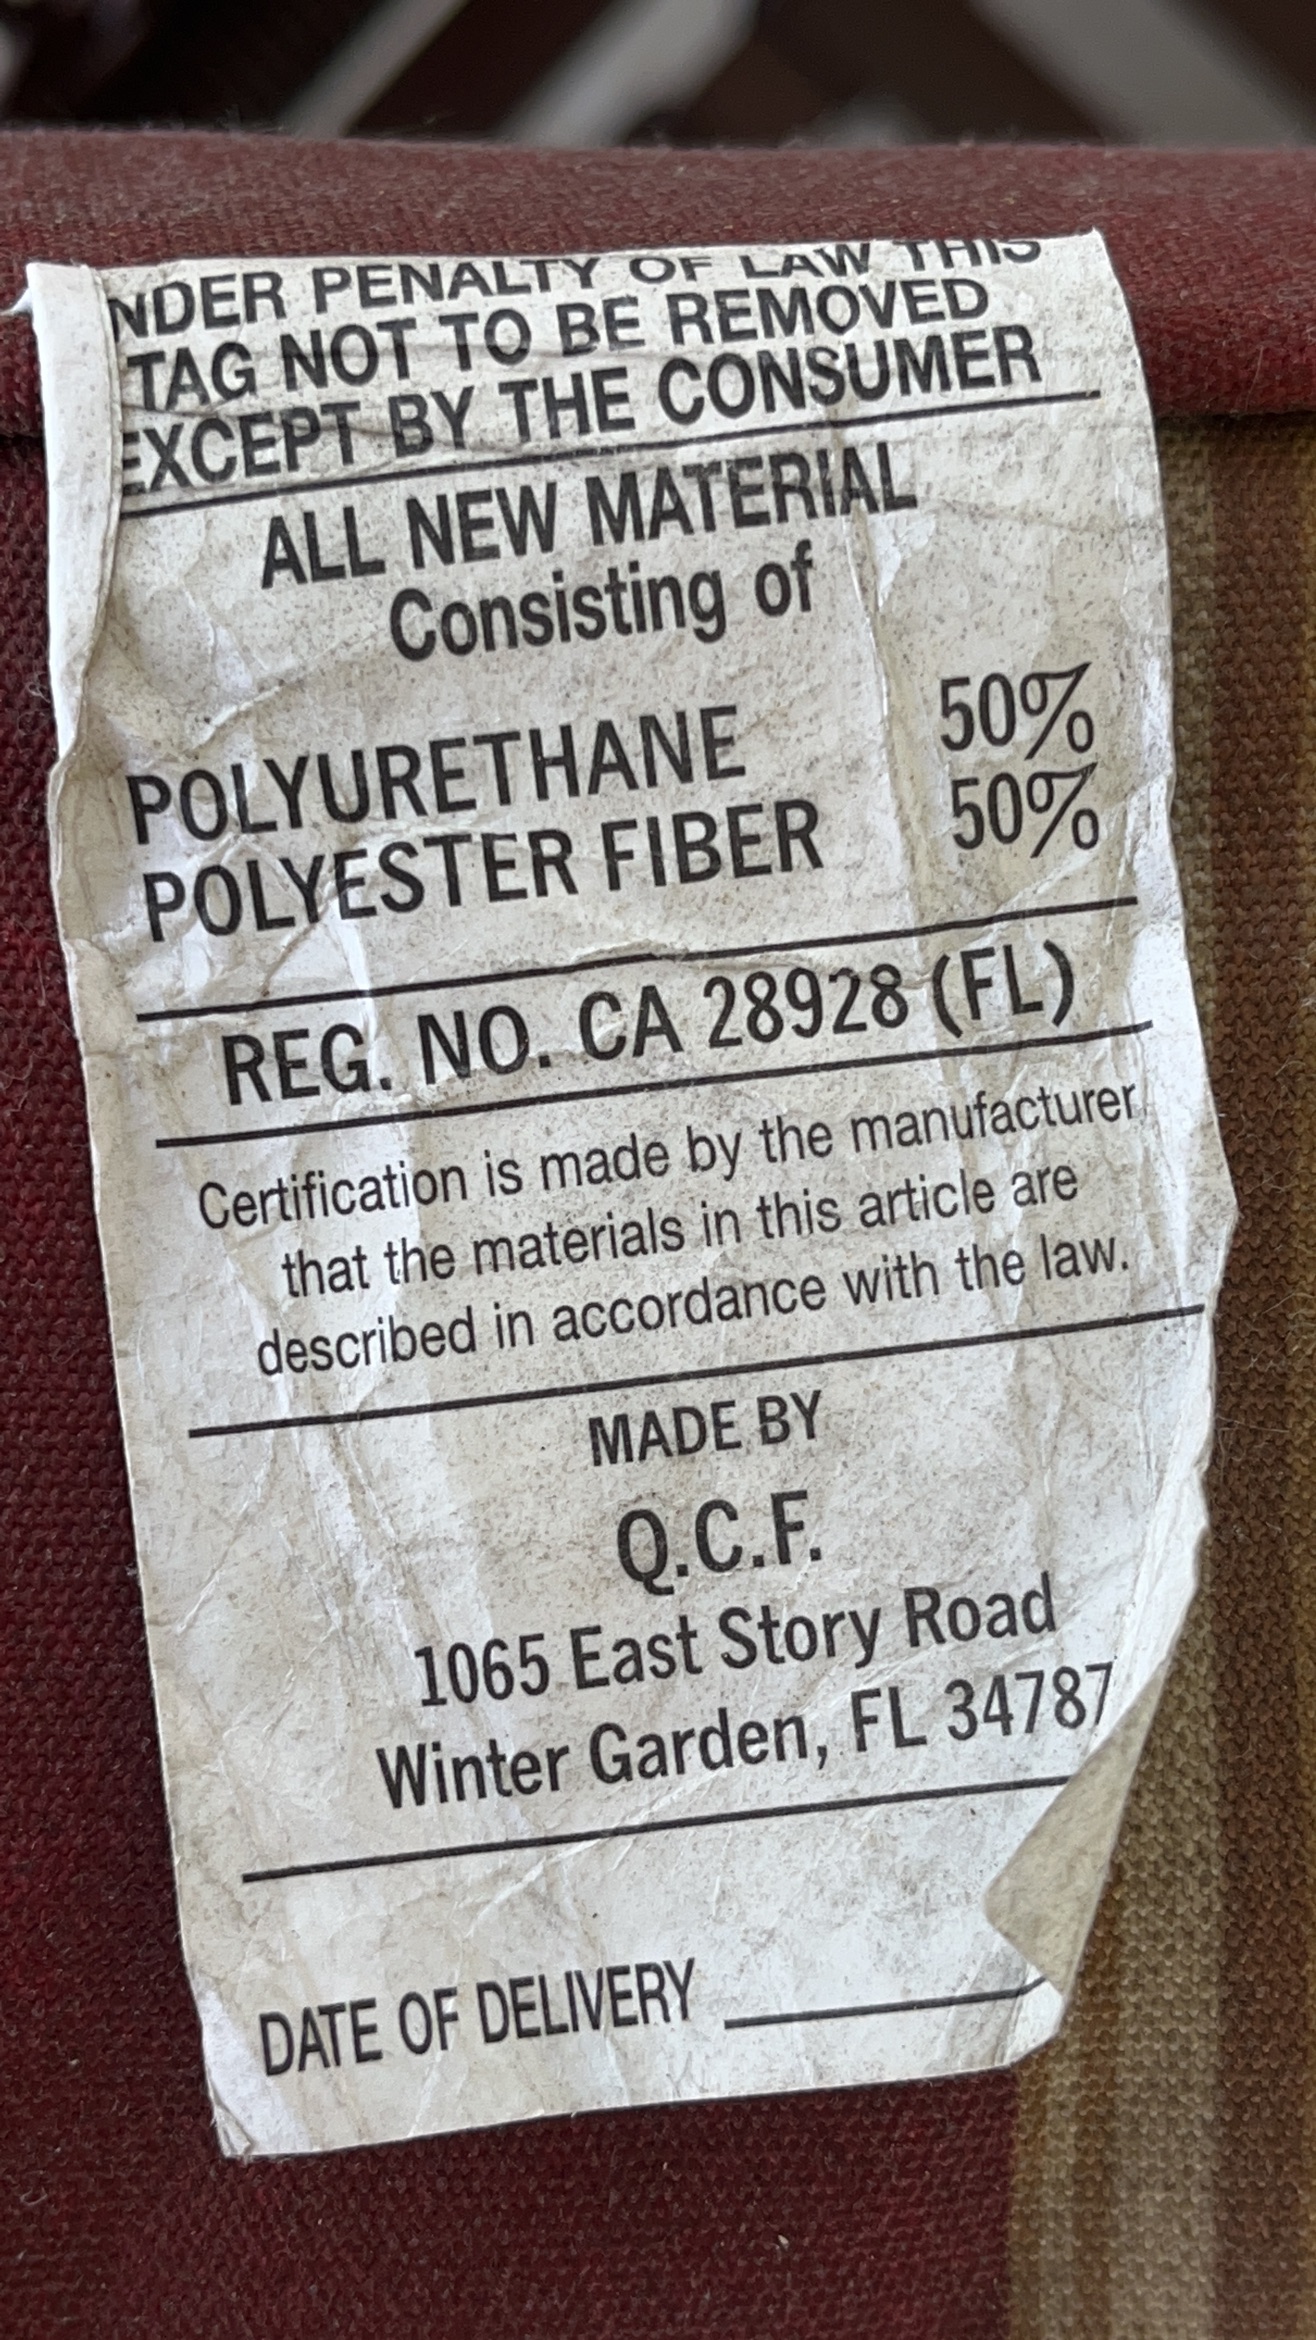 NDER PENALTY OF LAW THIS
TAG NOT TO BE REMOVED
EXCEPT BY THE CONSUMER
ALL NEW MATERIAL
Consisting of
POLYURETHANE 50%
POLYESTER FIBER 50%
REG. NO. CA 28928 (FL)
Certification is made by the manufacturer
that the materials in this article are
described in accordance with the law.
MADE BY
Q.C.F.
1065 East Story Road
Winter Garden, FL 34787
DATE OF DELIVERY